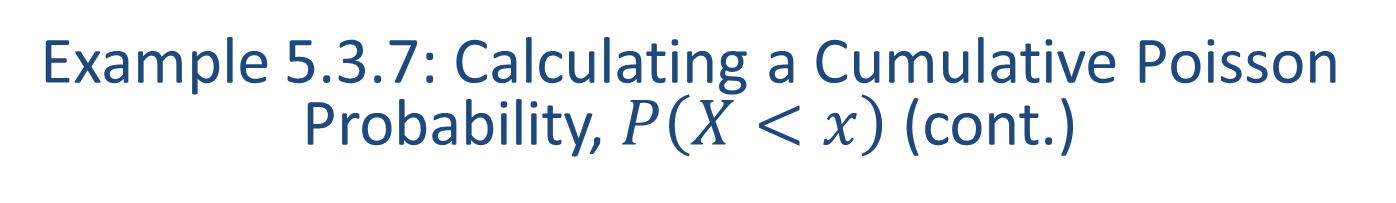 Example 5.3.7: Calculating a Cumulative Poisson
Probability, P(X < x) (cont.)